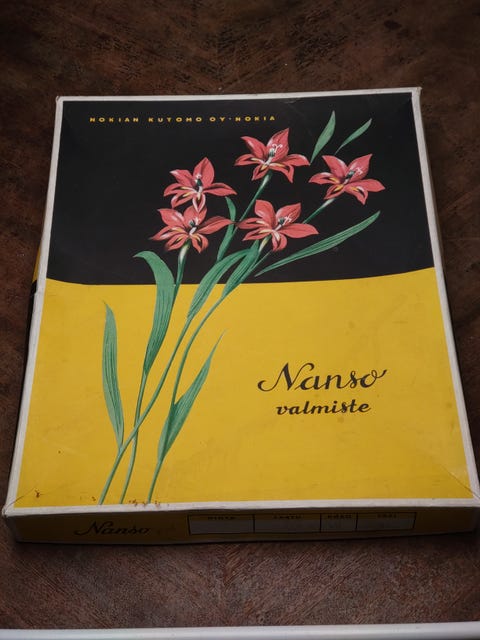 NOKIAN KUTOMO OY·NOKIA
Nanso
valmiste
Nanso